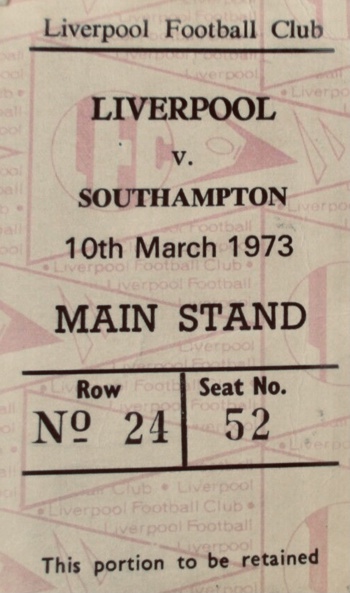 Liverpool Football Club
LIVERPOOL
v.
SOUTHAMPTON
10th March 1973
MAIN STAND
Row Seat No.
Nº 24 52
This portion to be retained